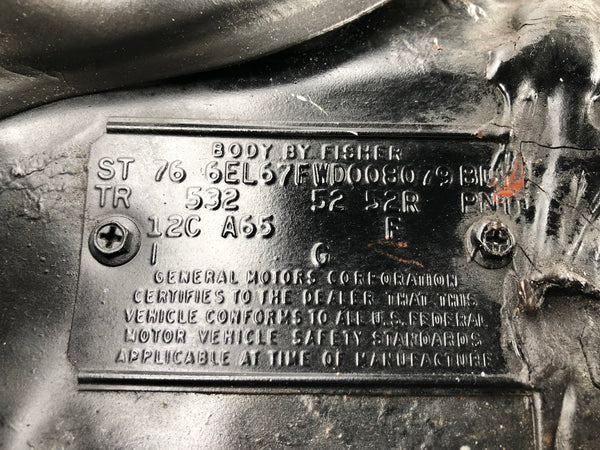 BODY BY FISHER
ST 76 6EL67FWD008079 BDY
TR 532 52 52R PNT
12C A65 F
I G
GENERAL MOTORS CORPORATION
CERTIFIES TO THE DEALER THAT THIS
VEHICLE CONFORMS TO ALL U.S. FEDERAL
MOTOR VEHICLE SAFETY STANDARDS
APPLICABLE AT TIME OF MANUFACTURE